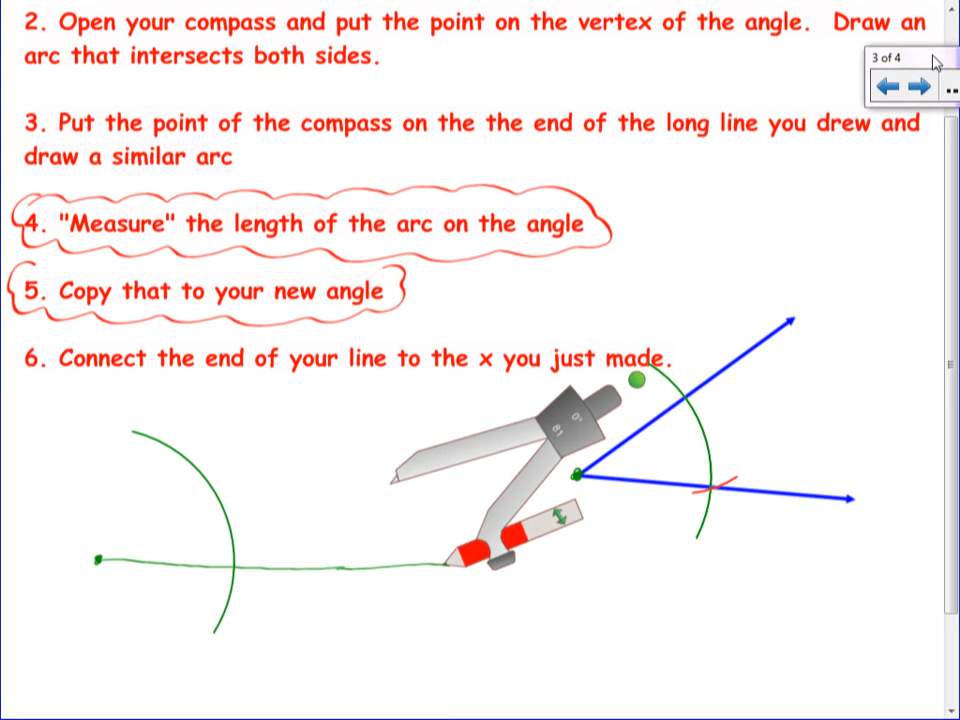 2. Open your compass and put the point on the vertex of the angle. Draw an
arc that intersects both sides.
3 of 4
3. Put the point of the compass on the the end of the long line you drew and
draw a similar arc
4. "Measure" the length of the arc on the angle
5. Copy that to your new angle
6. Connect the end of your line to the x you just made.
0°
81